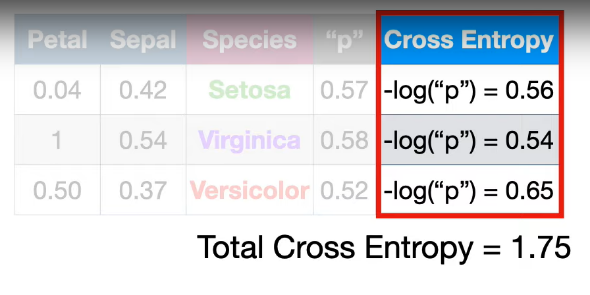 Petal Sepal Species “p” Cross Entropy
0.04 0.42 Setosa 0.57 -log(“p”) = 0.56
1 0.54 Virginica 0.58 -log(“p”) = 0.54
0.50 0.37 Versicolor 0.52 -log(“p”) = 0.65
Total Cross Entropy = 1.75